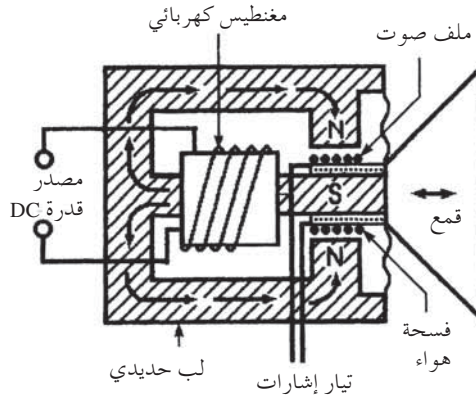 مغنطيس كهربائي
ملف صوت
N
مصدر
قدرة DC
S
قمع
N
فسحة
هواء
لب حديدي
تيار إشارات